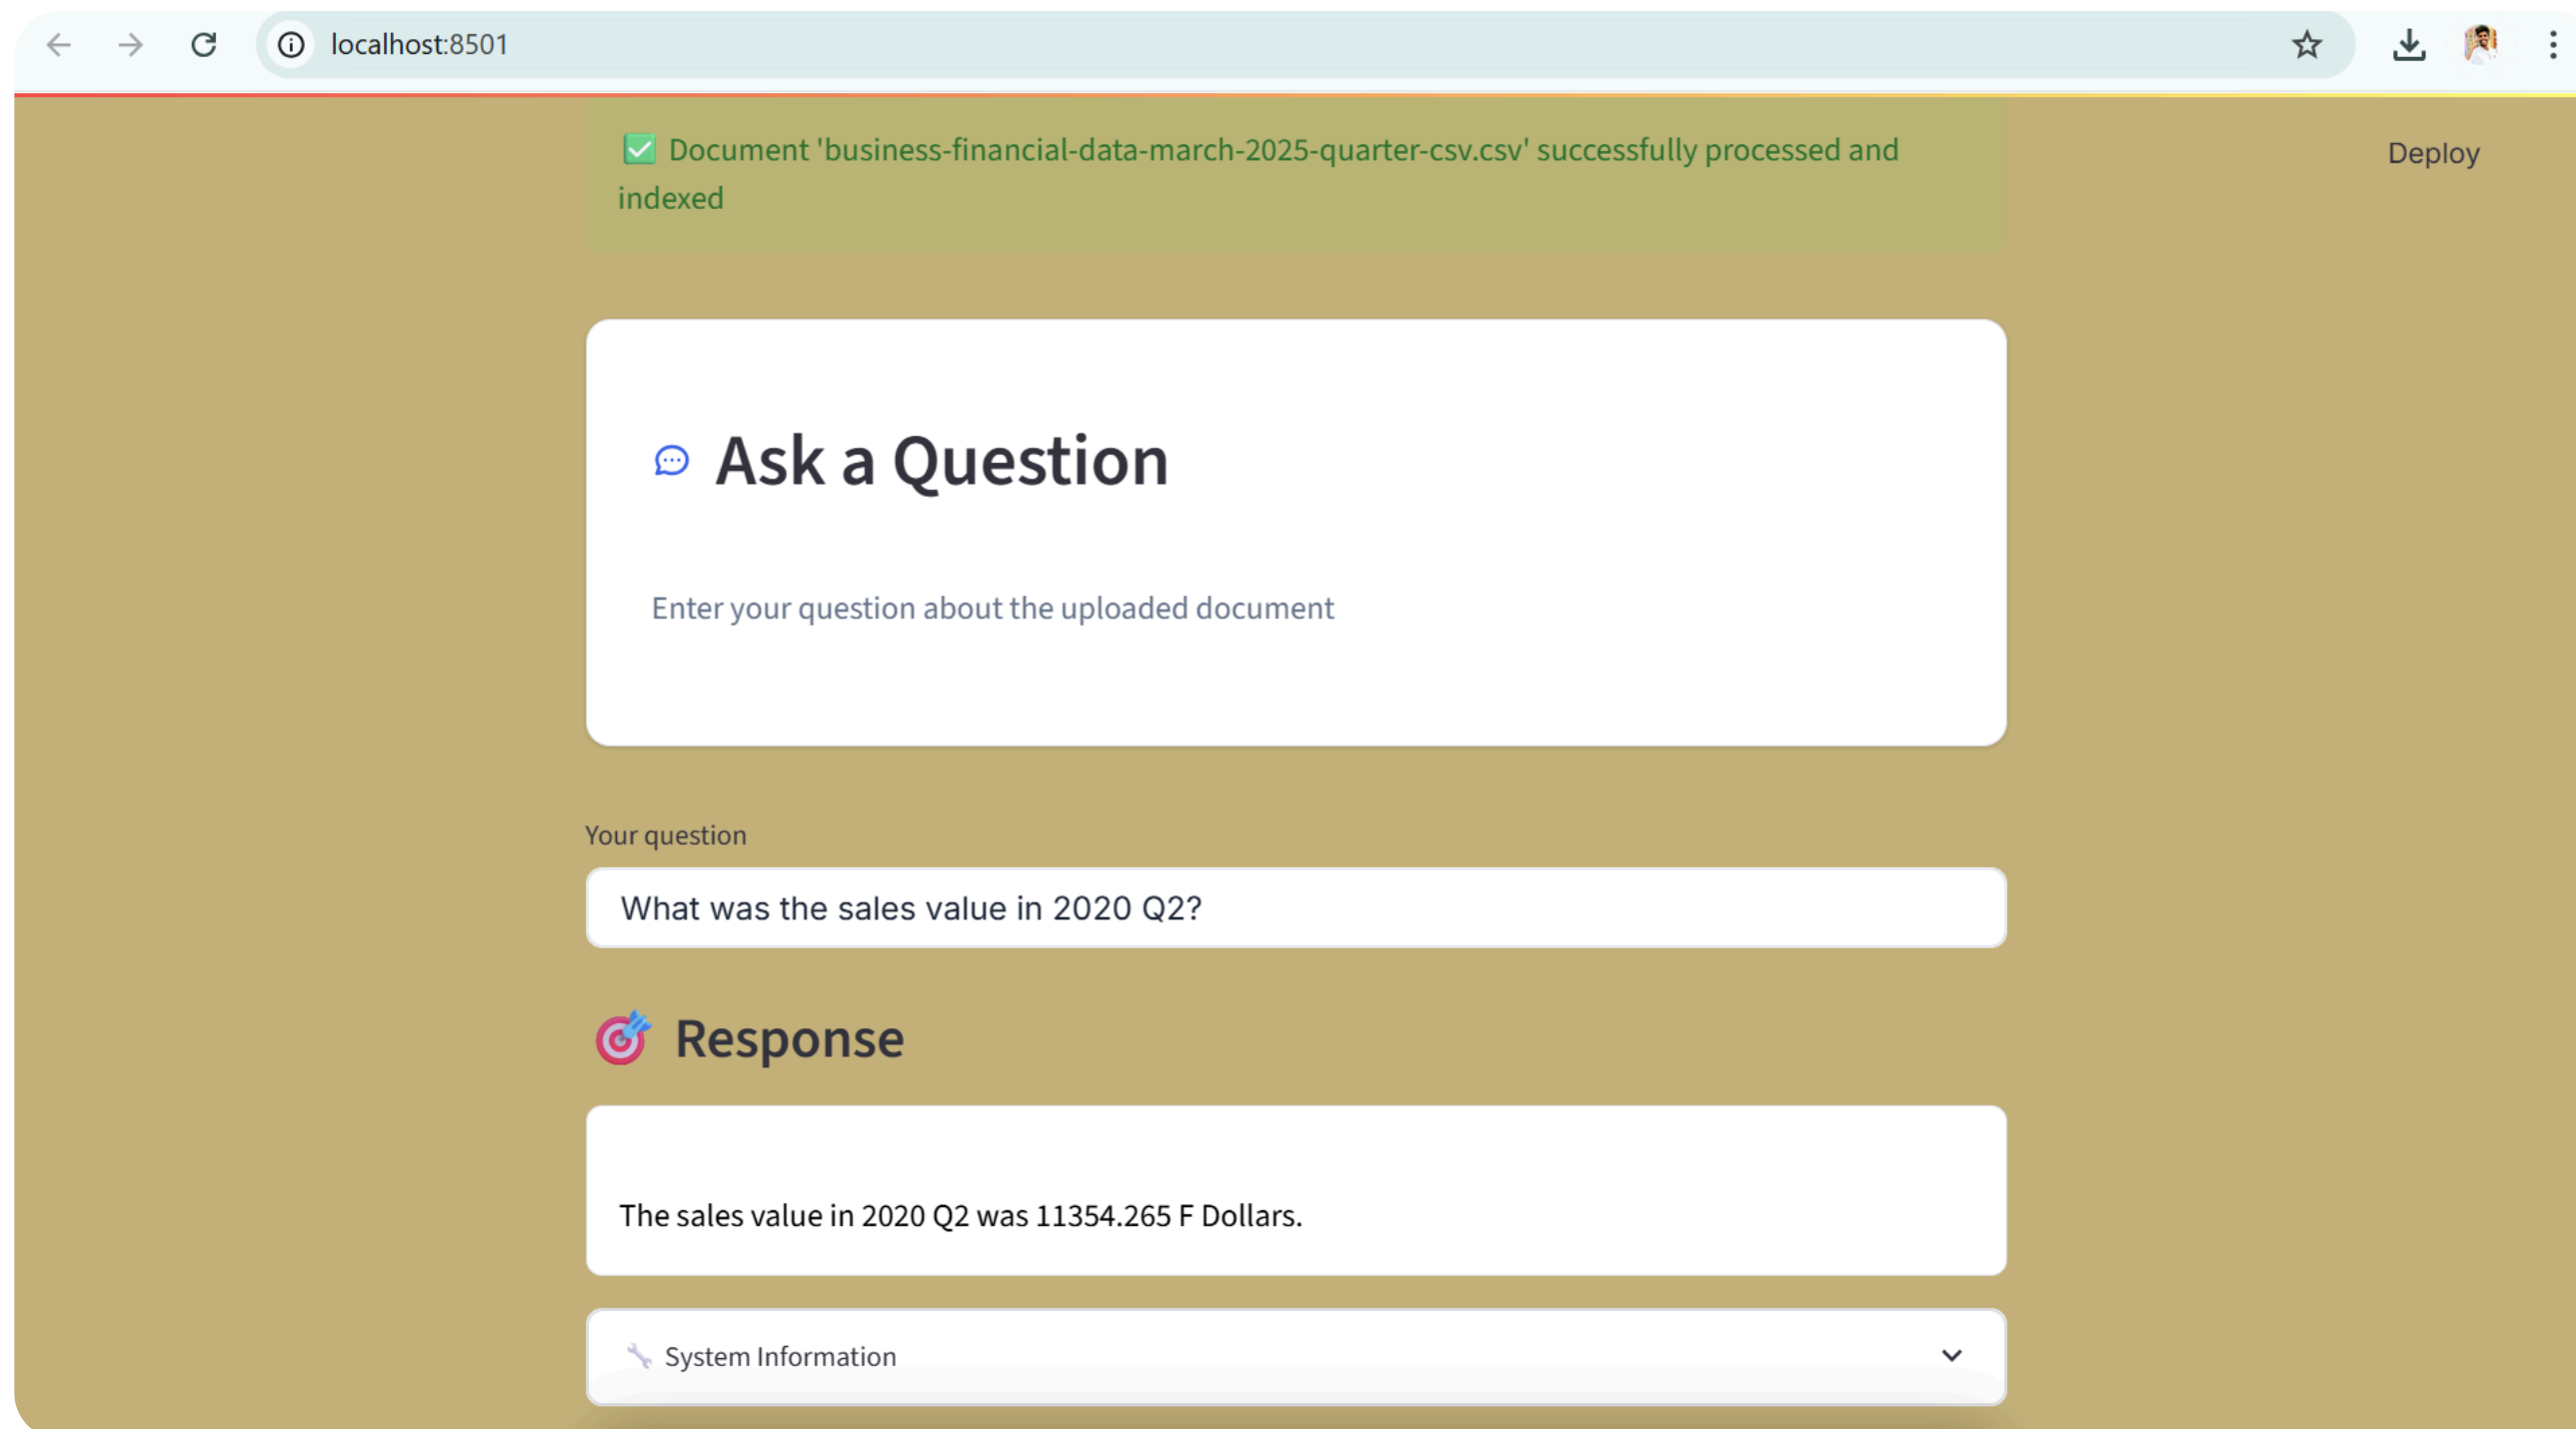 localhost:8501
Deploy
✅ Document 'business-financial-data-march-2025-quarter-csv.csv' successfully processed and
indexed
Ask a Question
Enter your question about the uploaded document
Your question
What was the sales value in 2020 Q2?
🎯 Response
The sales value in 2020 Q2 was 11354.265 F Dollars.
🔧 System Information